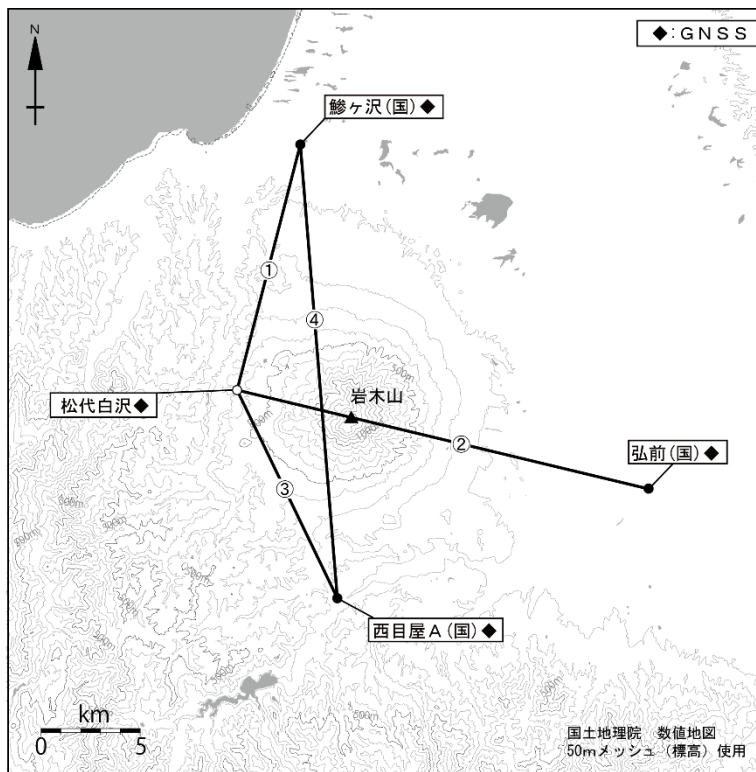 N
◆:GNSS
鰺ヶ沢(国)◆
①
④
500m
岩木山
松代白沢◆
②
弘前(国)◆
③
西目屋A(国)◆
500m
km
0 5
国土地理院 数値地図
50mメッシュ(標高)使用